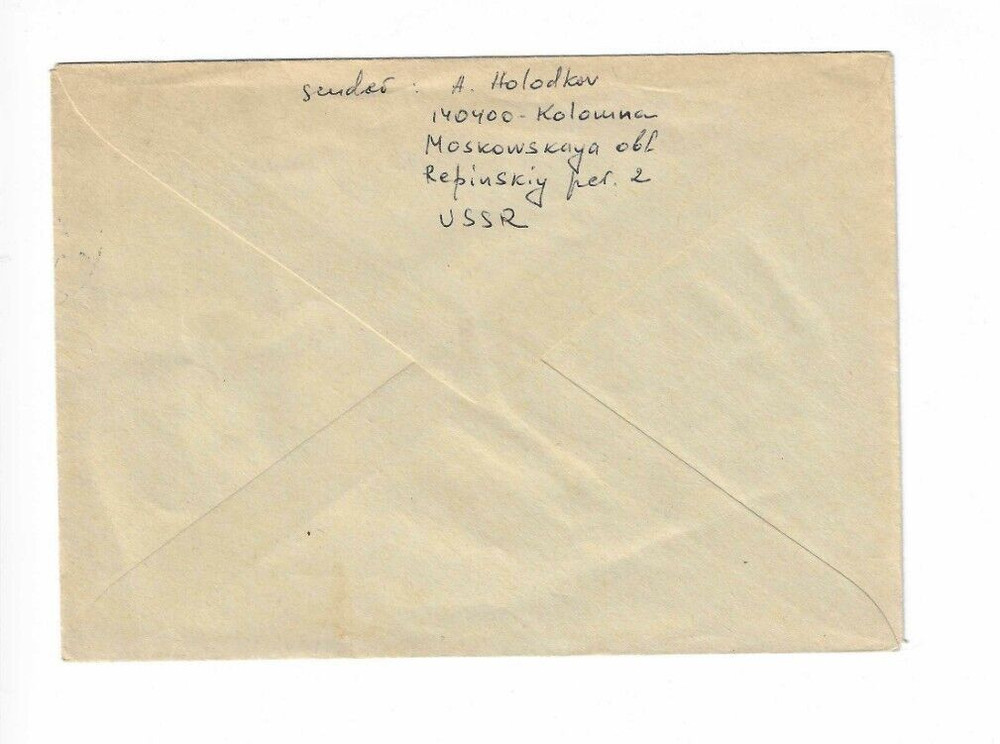 sender : A. Holodkov
140400 - Kolomna
Moskowskaya obl
Repinskiy per. 2
USSR